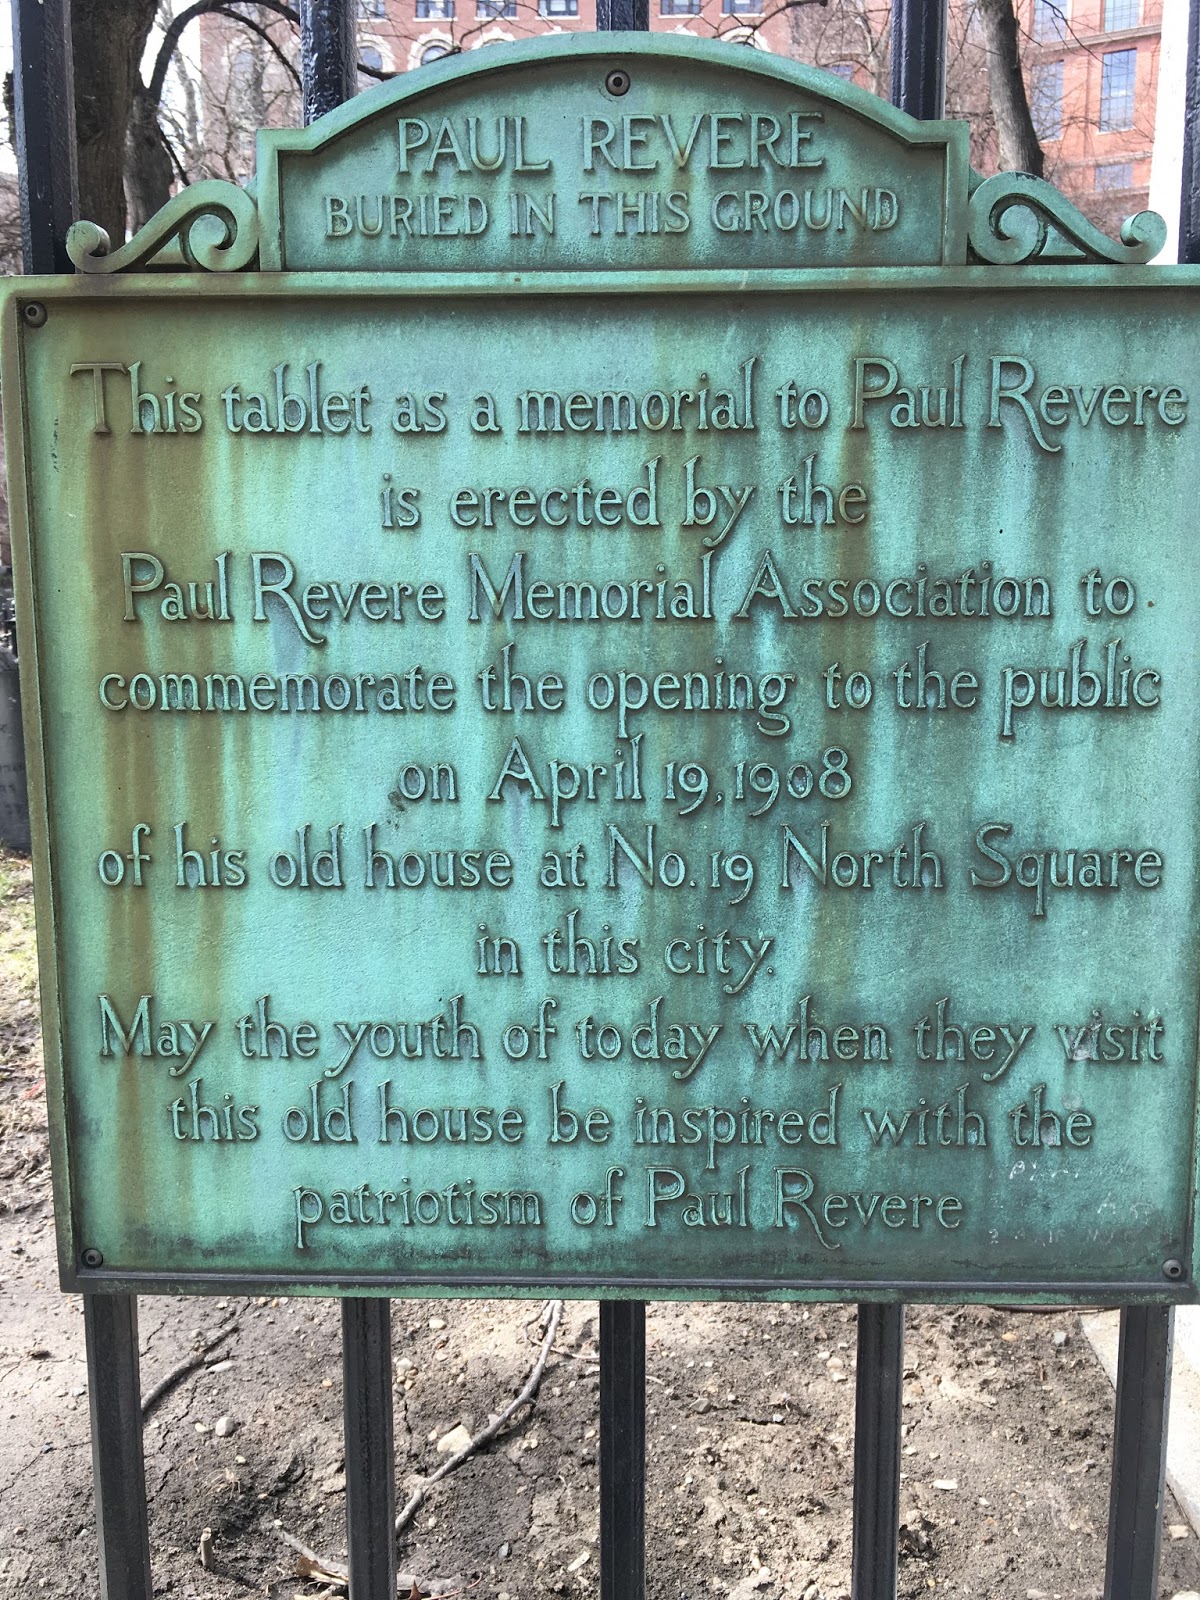 PAUL REVERE
BURIED IN THIS GROUND
This tablet as a memorial to Paul Revere
is erected by the
Paul Revere Memorial Association to
commemorate the opening to the public
on April 19, 1908
of his old house at No. 19 North Square
in this city.
May the youth of today when they visit
this old house be inspired with the
patriotism of Paul Revere